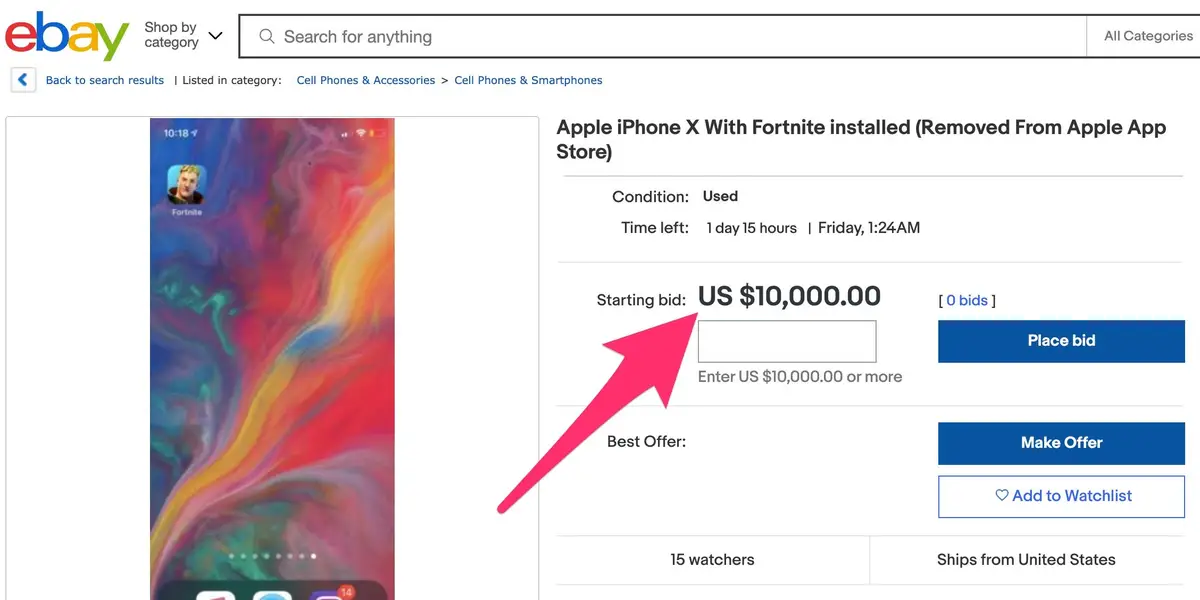 ebay
Shop by
category
Search for anything
All Categories
Back to search results | Listed in category: Cell Phones & Accessories > Cell Phones & Smartphones
10:18
Fortnite
14
Apple iPhone X With Fortnite installed (Removed From Apple App
Store)
Condition: Used
Time left: 1 day 15 hours | Friday, 1:24AM
Starting bid: US $10,000.00 [ 0 bids ]
Place bid
Enter US $10,000.00 or more
Best Offer:
Make Offer
Add to Watchlist
15 watchers
Ships from United States